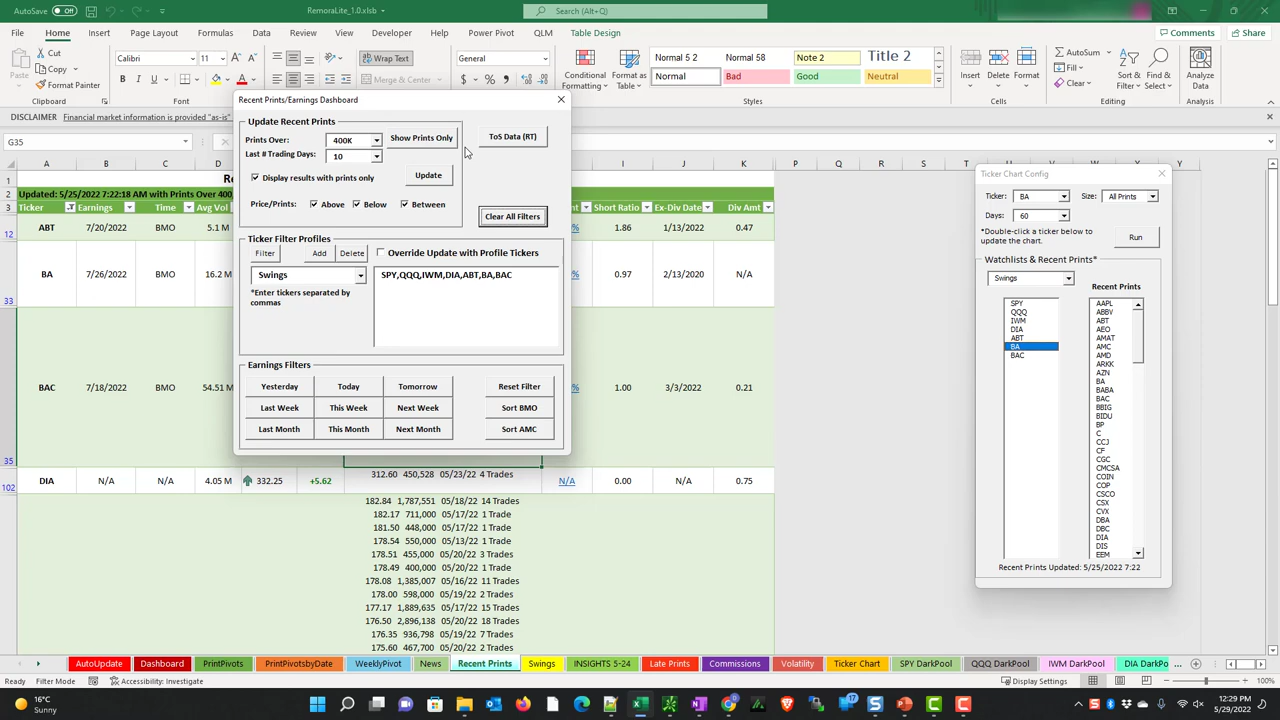 AutoSave Off RemoraLite_1.0.xlsb Search (Alt+Q)
File Home Insert Page Layout Formulas Data Review View Developer Help Power Pivot QLM Table Design Comments Share
Paste Cut Copy Format Painter
Calibri 11 B I U
Wrap Text Merge & Center
General $ % ,
Conditional Formatting Format as Table
Normal 5 2 Normal 58 Note 2 Title 2
Normal Bad Good Neutral
Insert Delete Format
AutoSum Fill Clear
Sort & Filter Find & Select Analyze Data
Clipboard Styles Cells Editing Analysis
DISCLAIMER Financial market information is provided "as-is"
G35
A B C D I J K L P Q R S
1
2 Updated: 5/25/2022 7:22:18 AM with Prints Over 400
3 Ticker Earnings Time Avg Vol Short Ratio Ex-Div Date Div Amt
12 ABT 7/20/2022 BMO 5.1 M 1.86 1/13/2022 0.47
33 BA 7/26/2022 BMO 16.2 M 0.97 2/13/2020 N/A
35 BAC 7/18/2022 BMO 54.51 M 1.00 3/3/2022 0.21
102 DIA N/A N/A 4.05 M 332.25 +5.62 312.60 450,528 05/23/22 4 Trades N/A 0.00 N/A 0.75
182.84 1,787,551 05/18/22 14 Trades
182.17 711,000 05/17/22 1 Trade
181.50 448,000 05/17/22 1 Trade
178.54 550,000 05/13/22 1 Trade
178.51 455,000 05/20/22 3 Trades
178.49 400,000 05/20/22 1 Trade
178.08 1,385,007 05/16/22 11 Trades
178.00 598,000 05/19/22 2 Trades
177.17 1,889,635 05/17/22 15 Trades
176.50 2,896,138 05/20/22 18 Trades
176.35 936,798 05/19/22 7 Trades
176.11 467,000 05/20/22 2 Trades
Recent Prints/Earnings Dashboard
Update Recent Prints
Prints Over: 400K Show Prints Only ToS Data (RT)
Last # Trading Days: 10
Display results with prints only Update
Price/Prints: Above Below Between Clear All Filters
Ticker Filter Profiles
Filter Add Delete Override Update with Profile Tickers
Swings SPY,QQQ,IWM,DIA,ABT,BA,BAC
*Enter tickers separated by
commas
Earnings Filters
Yesterday Today Tomorrow Reset Filter
Last Week This Week Next Week Sort BMO
Last Month This Month Next Month Sort AMC
Ticker Chart Config
Ticker: BA Size: All Prints
Days: 60
*Double-click a ticker below to
update the chart. Run
Watchlists & Recent Prints*
Swings Recent Prints
SPY
QQQ
IWM
DIA
ABT
BA
BAC
AAPL
ABBV
ABT
AEO
AMAT
AMC
AMD
ARKK
AZN
BA
BABA
BAC
BBIG
BIDU
BP
C
CCJ
CF
CGC
CMCSA
COIN
COP
CSCO
CSX
CVX
DBA
DBC
DIA
DIS
EEM
Recent Prints Updated: 5/25/2022 7:22
AutoUpdate Dashboard PrintPivots PrintPivotsbyDate WeeklyPivot News Recent Prints Swings INSIGHTS 5-24 Late Prints Commissions Volatility Ticker Chart SPY DarkPool QQQ DarkPool IWM DarkPool DIA DarkPo ...
Ready Filter Mode Accessibility: Investigate Display Settings 100%
16°C
Sunny
17
12:29 PM
5/29/2022